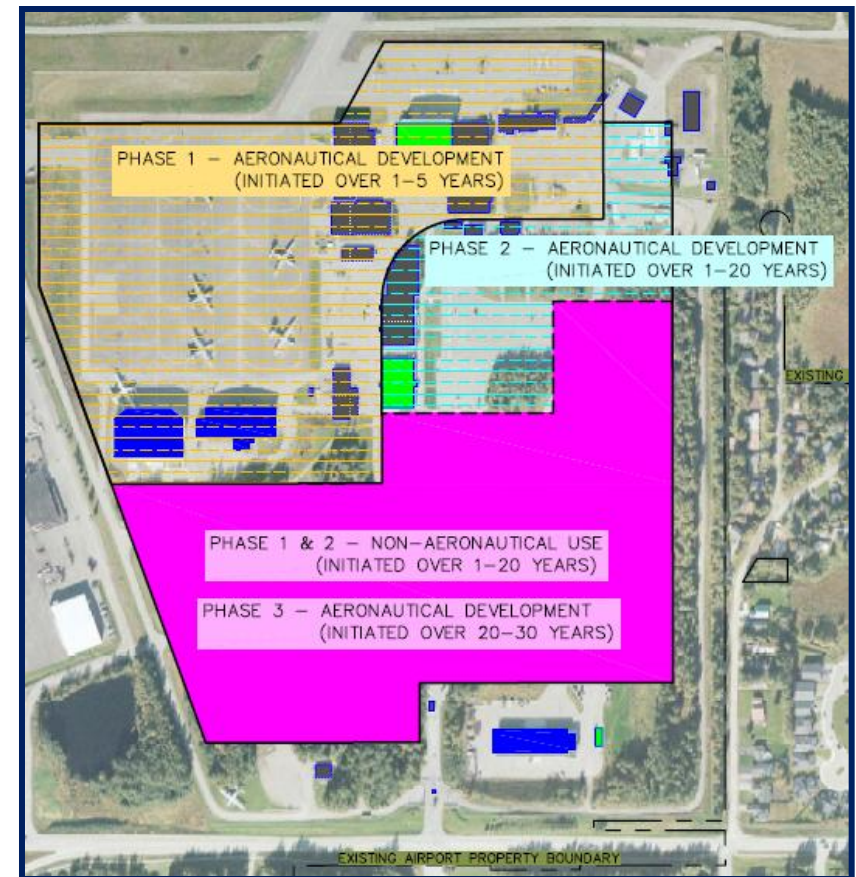 PHASE 1 – AERONAUTICAL DEVELOPMENT
(INITIATED OVER 1–5 YEARS)
PHASE 2 – AERONAUTICAL DEVELOPMENT
(INITIATED OVER 1–20 YEARS)
EXISTING
PHASE 1 & 2 – NON–AERONAUTICAL USE
(INITIATED OVER 1–20 YEARS)
PHASE 3 – AERONAUTICAL DEVELOPMENT
(INITIATED OVER 20–30 YEARS)
EXISTING AIRPORT PROPERTY BOUNDARY